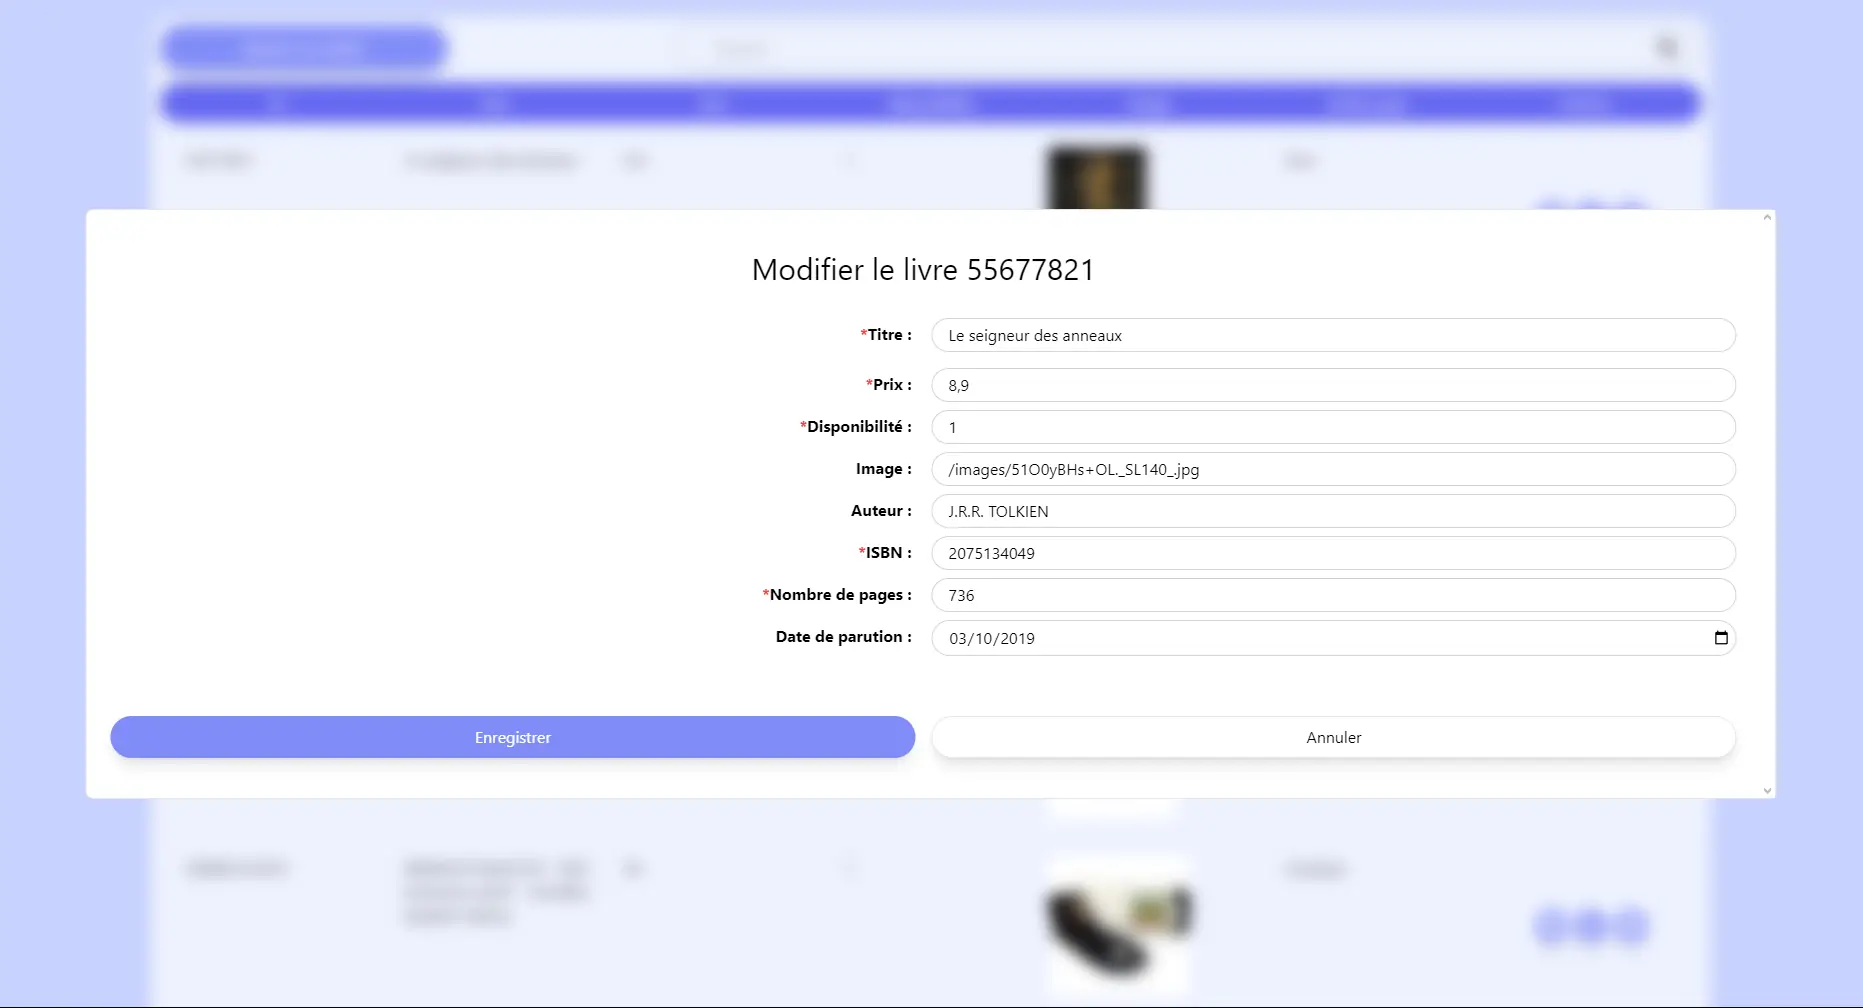 Modifier le livre 55677821
*Titre : Le seigneur des anneaux
*Prix : 8,9
*Disponibilité : 1
Image : /images/51O0yBHs+OL._SL140_.jpg
Auteur : J.R.R. TOLKIEN
*ISBN : 2075134049
*Nombre de pages : 736
Date de parution : 03/10/2019
Enregistrer Annuler